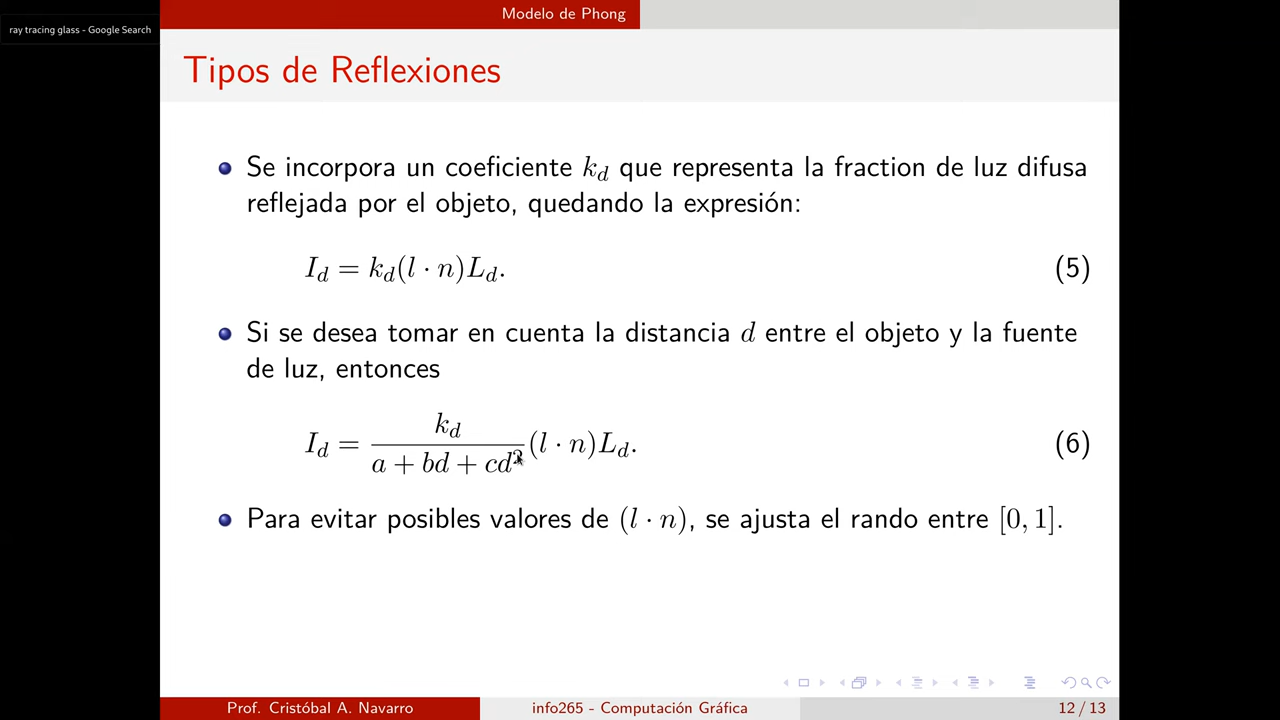 ray tracing glass - Google Search
Modelo de Phong
Tipos de Reflexiones
Se incorpora un coeficiente k_d que representa la fraction de luz difusa
reflejada por el objeto, quedando la expresión:
I_d = k_d(l · n)L_d. (5)
Si se desea tomar en cuenta la distancia d entre el objeto y la fuente
de luz, entonces
I_d = \frac{k_d}{a + bd + cd^2}(l · n)L_d. (6)
Para evitar posibles valores de (l · n), se ajusta el rando entre [0, 1].
Prof. Cristóbal A. Navarro info265 - Computación Gráfica 12 / 13